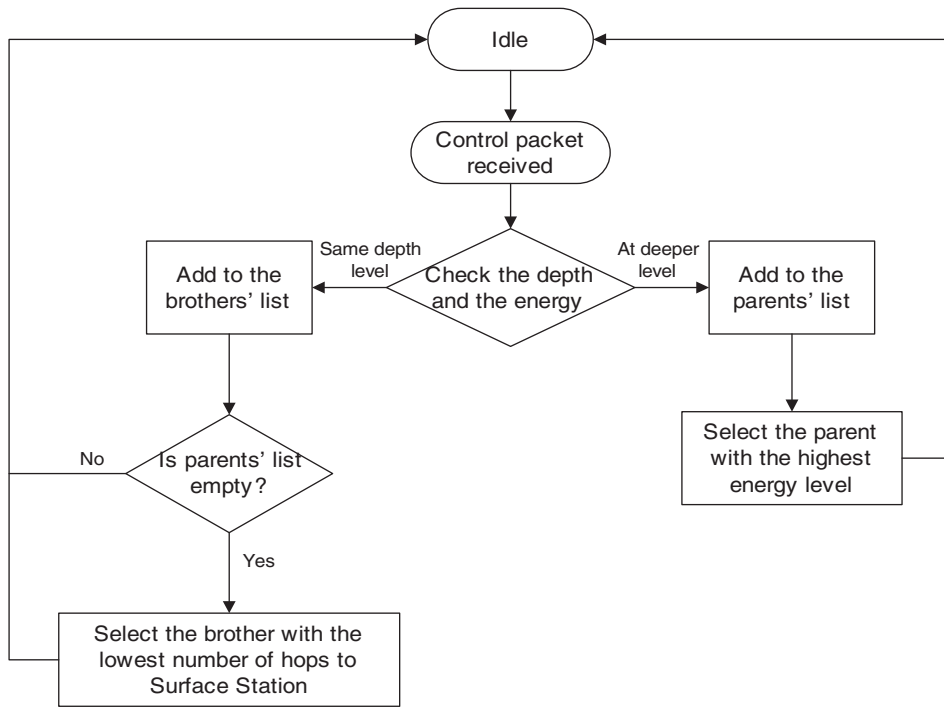 Idle
Control packet
received
Same depth
level
Check the depth
and the energy
At deeper
level
Add to the
brothers’ list
Add to the
parents’ list
Is parents’ list
empty?
No
Yes
Select the parent
with the highest
energy level
Select the brother with the
lowest number of hops to
Surface Station